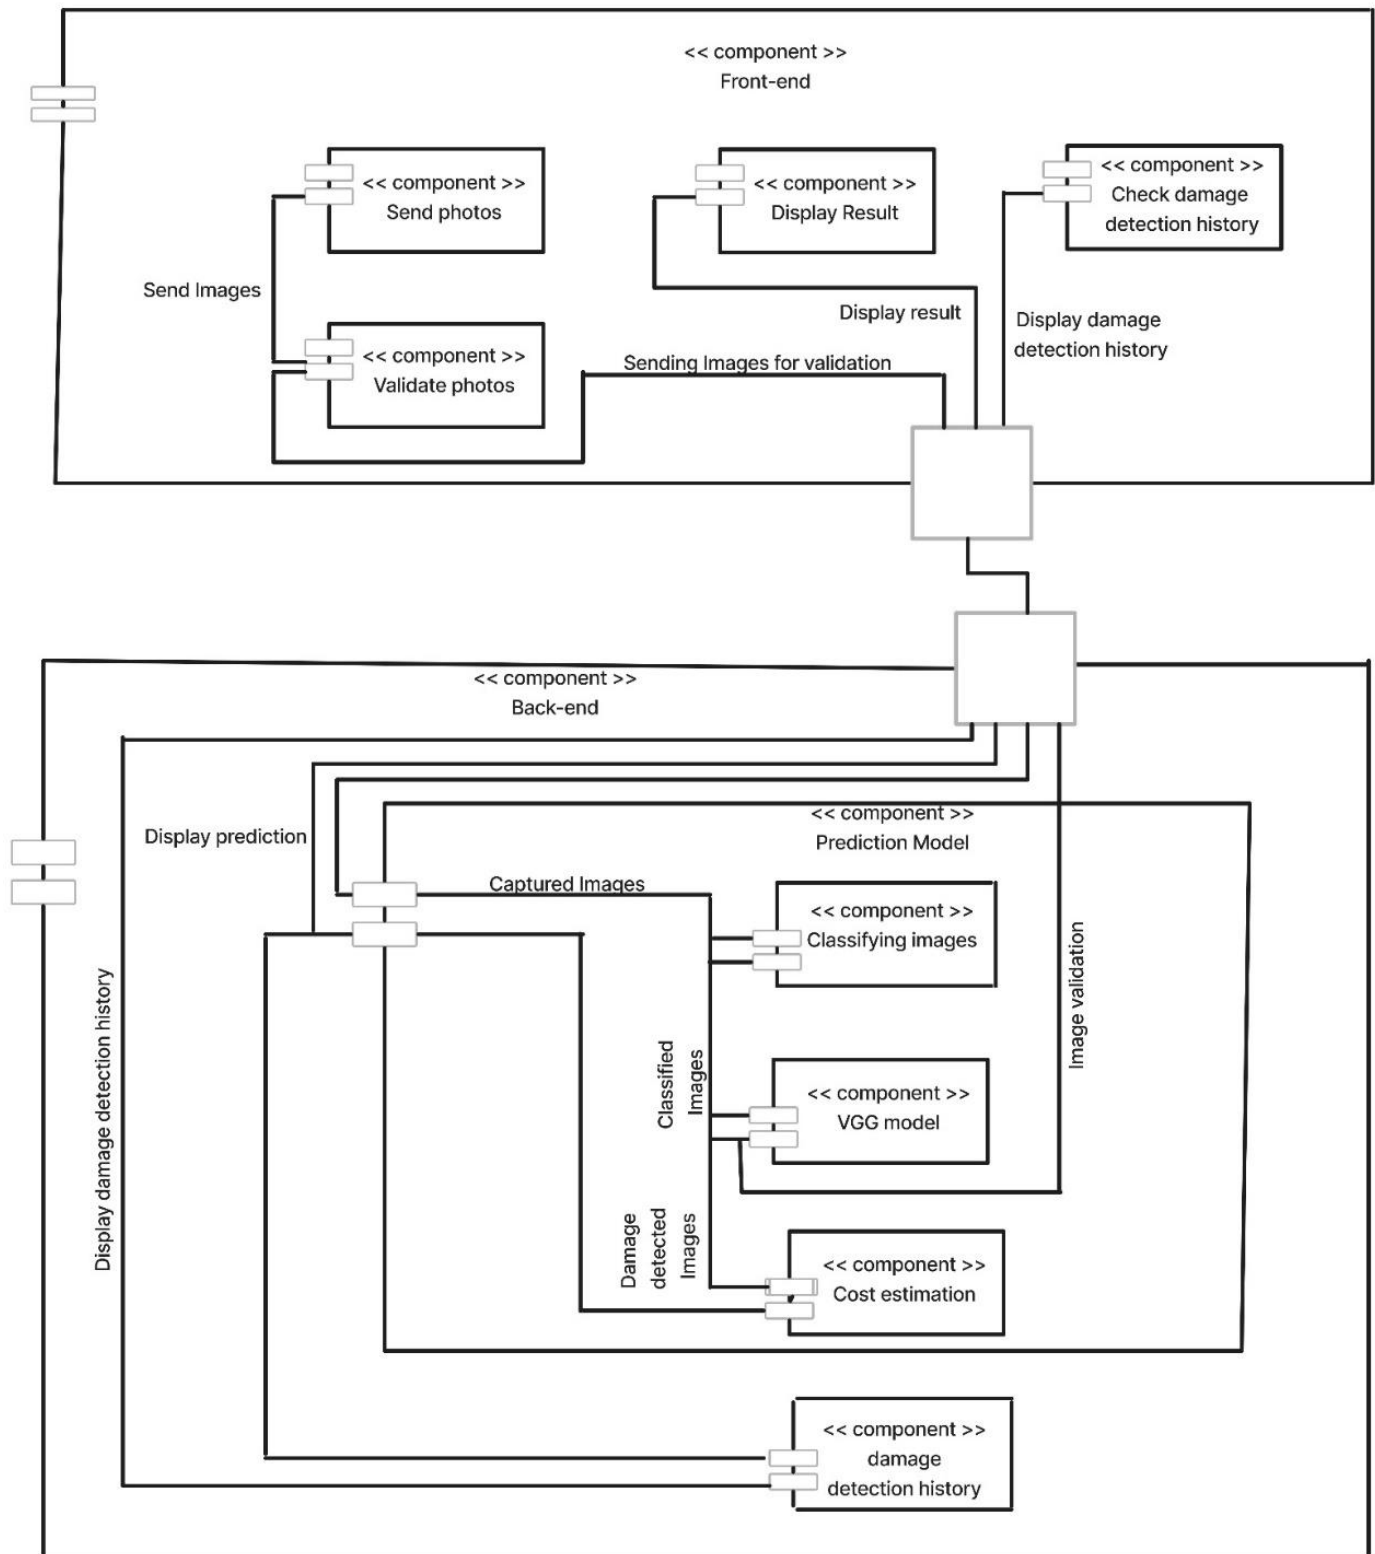 << component >>
Front-end
<< component >>
Send photos
<< component >>
Display Result
<< component >>
Check damage
detection history
Send Images
Display result
Display damage
detection history
<< component >>
Validate photos
Sending Images for validation
<< component >>
Back-end
Display prediction
<< component >>
Prediction Model
Captured Images
<< component >>
Classifying images
Image validation
Display damage detection history
Classified
Images
<< component >>
VGG model
Damage
detected
Images
<< component >>
Cost estimation
<< component >>
damage
detection history